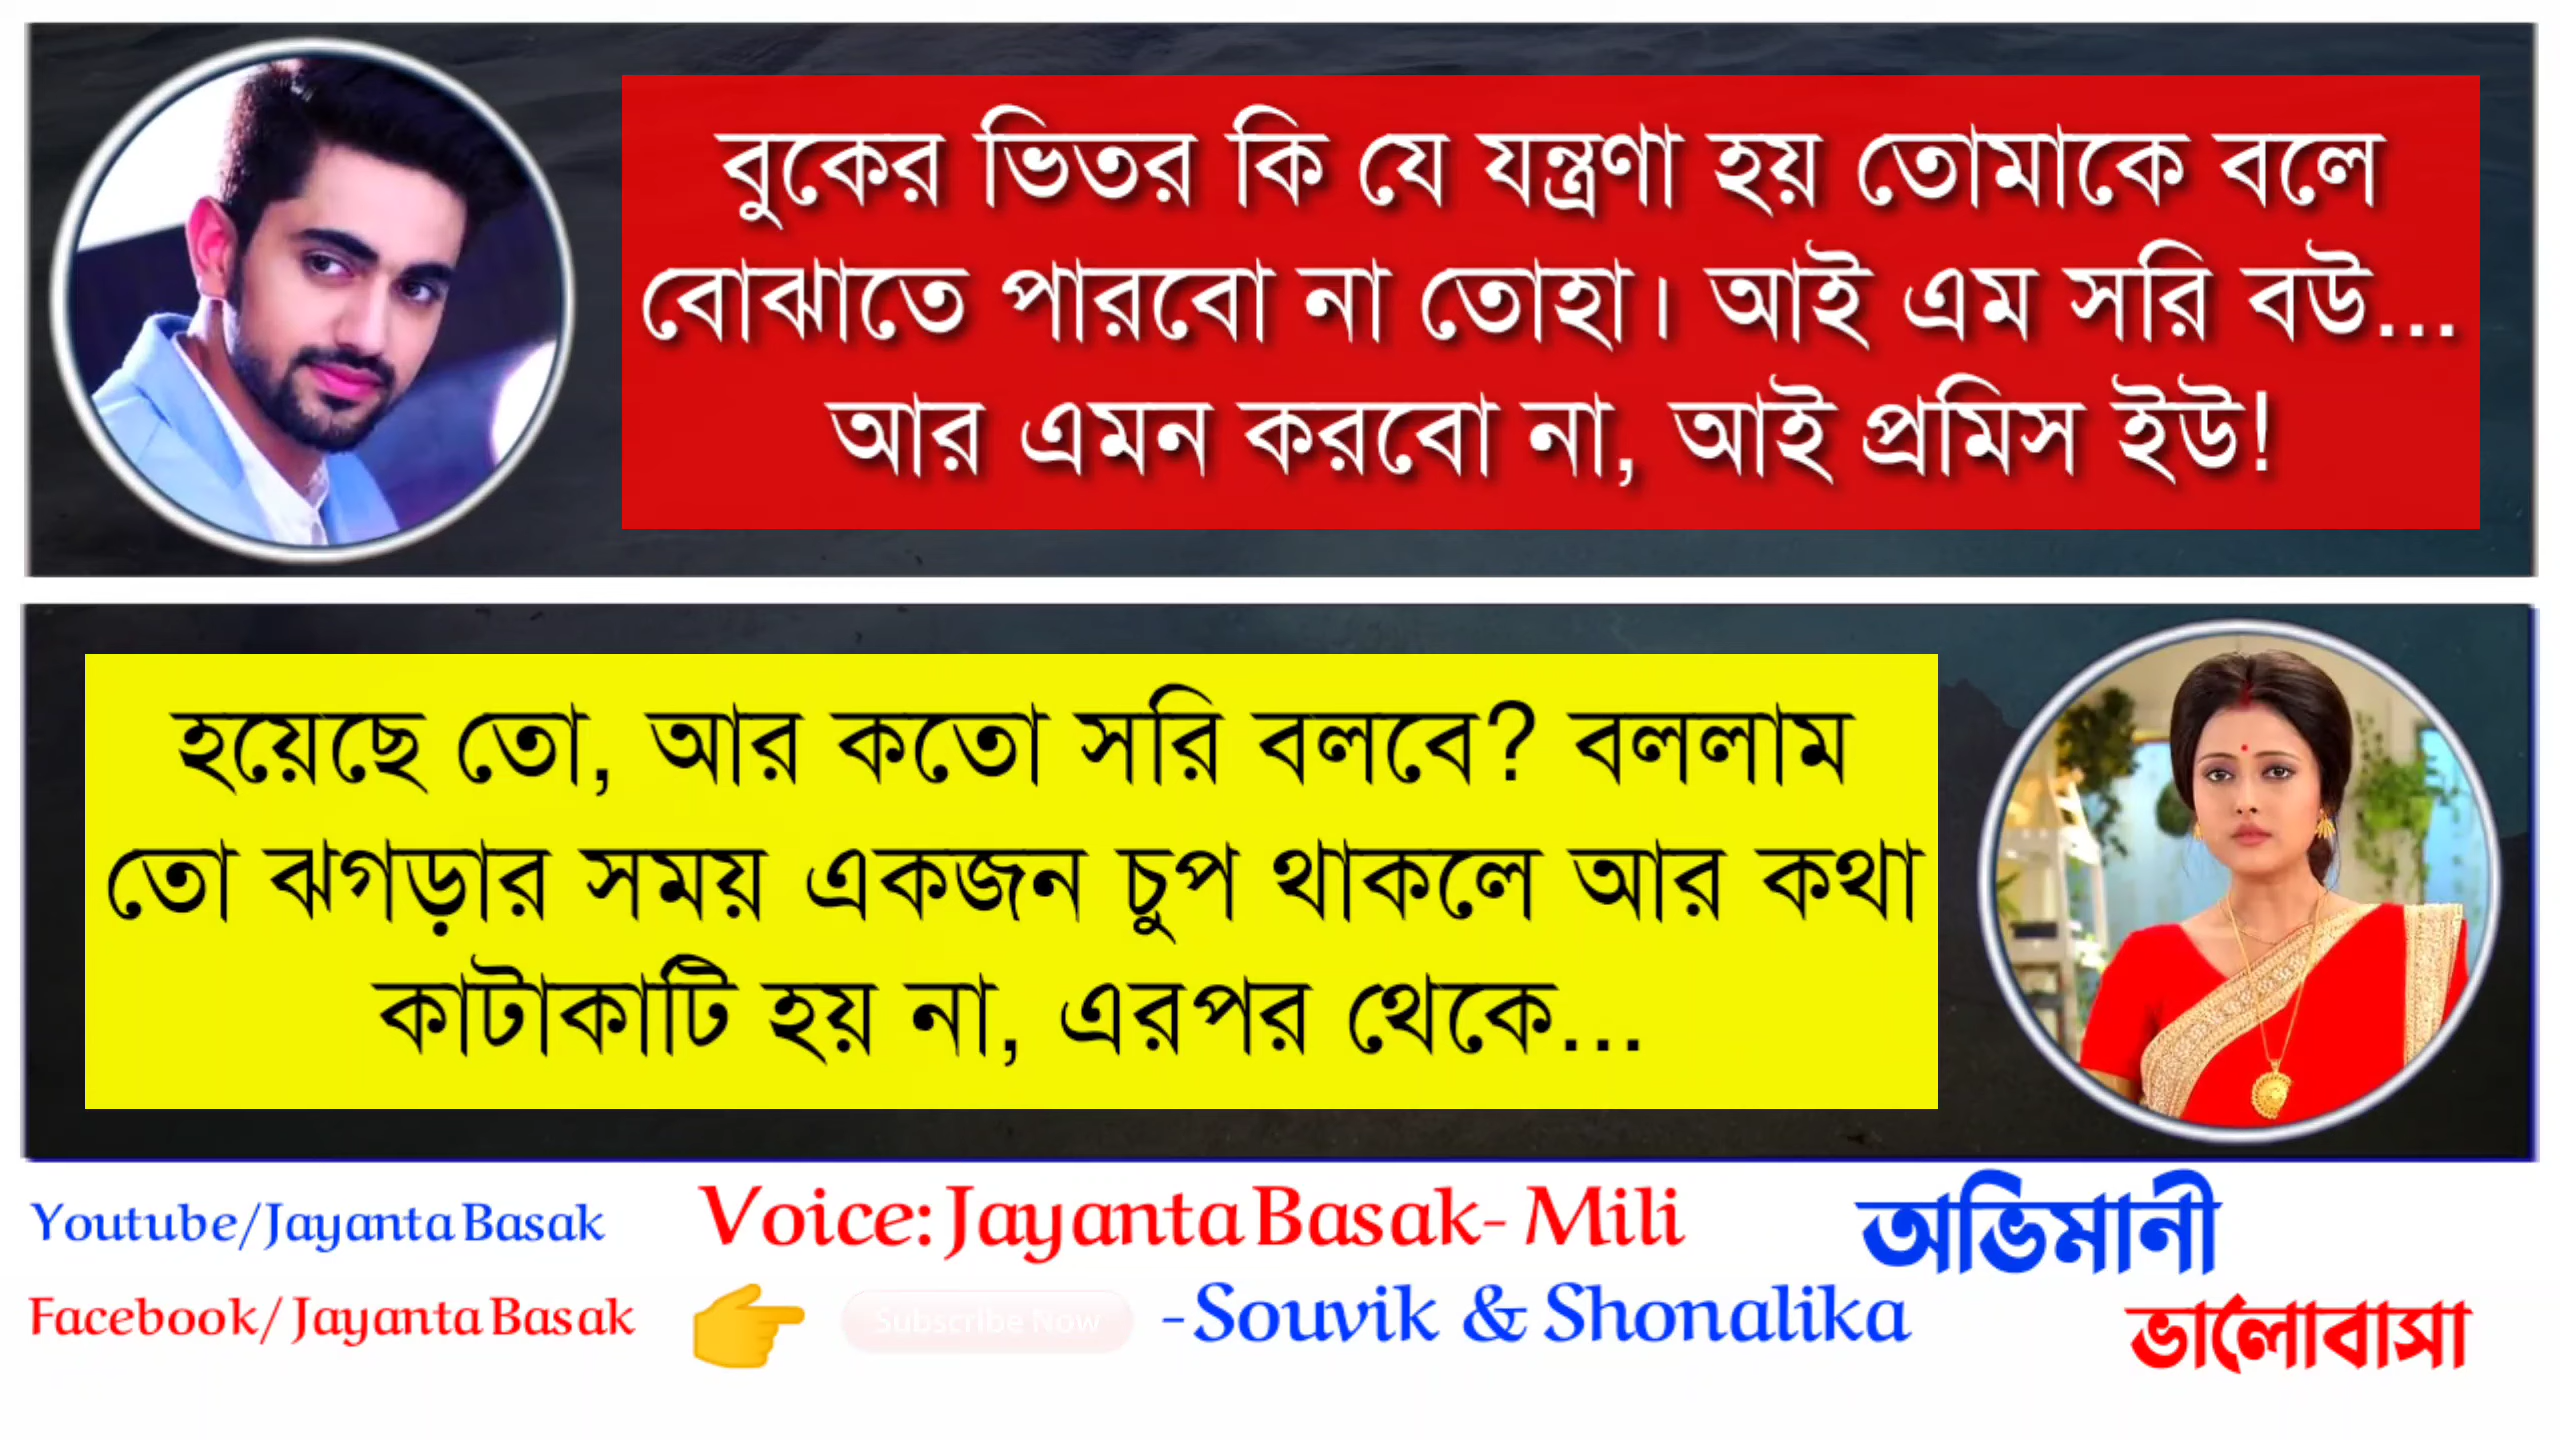 বুকের ভিতর কি যে যন্ত্রণা হয় তোমাকে বলে
বোঝাতে পারবো না তোহা। আই এম সরি বউ...
আর এমন করবো না, আই প্রমিস ইউ!
হয়েছে তো, আর কতো সরি বলবে? বললাম
তো ঝগড়ার সময় একজন চুপ থাকলে আর কথা
কাটাকাটি হয় না, এরপর থেকে...
Youtube/Jayanta Basak
Voice: Jayanta Basak- Mili
অভিমানী
Facebook/ Jayanta Basak
Subscribe Now
-Souvik & Shonalika
ভালোবাসা